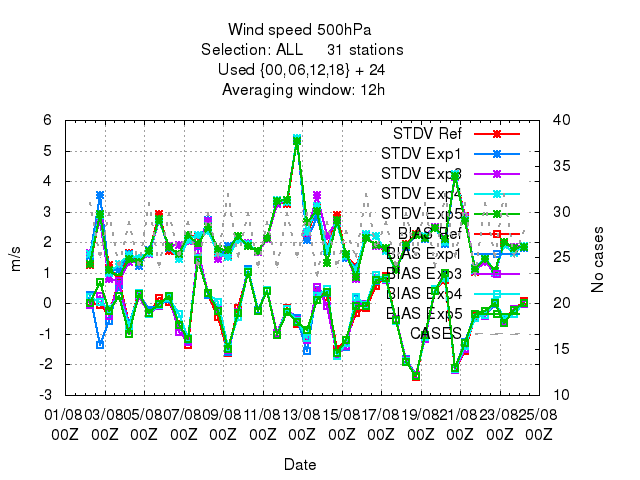 Wind speed 500hPa
Selection: ALL 31 stations
Used {00,06,12,18} + 24
Averaging window: 12h
6 40
5 35
4 30
3 25
2 20
1 15
0 10
-1
-2
-3
m/s
No cases
STDV Ref
STDV Exp1
STDV Exp3
STDV Exp4
STDV Exp5
BIAS Ref
BIAS Exp1
BIAS Exp3
BIAS Exp4
BIAS Exp5
CASES
01/08 03/08 05/08 07/08 09/08 11/08 13/08 15/08 17/08 19/08 21/08 23/08 25/08
00Z 00Z 00Z 00Z 00Z 00Z 00Z 00Z 00Z 00Z 00Z 00Z 00Z
Date